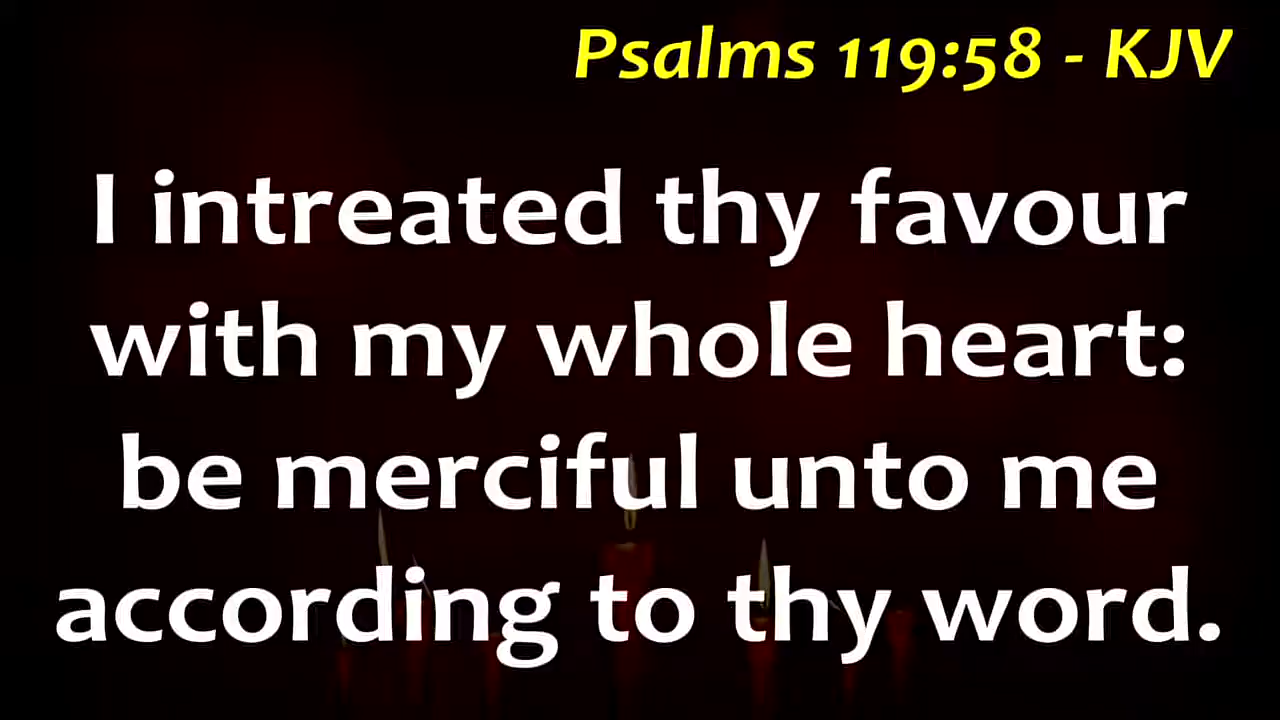 Psalms 119:58 - KJV
I intreated thy favour
with my whole heart:
be merciful unto me
according to thy word.